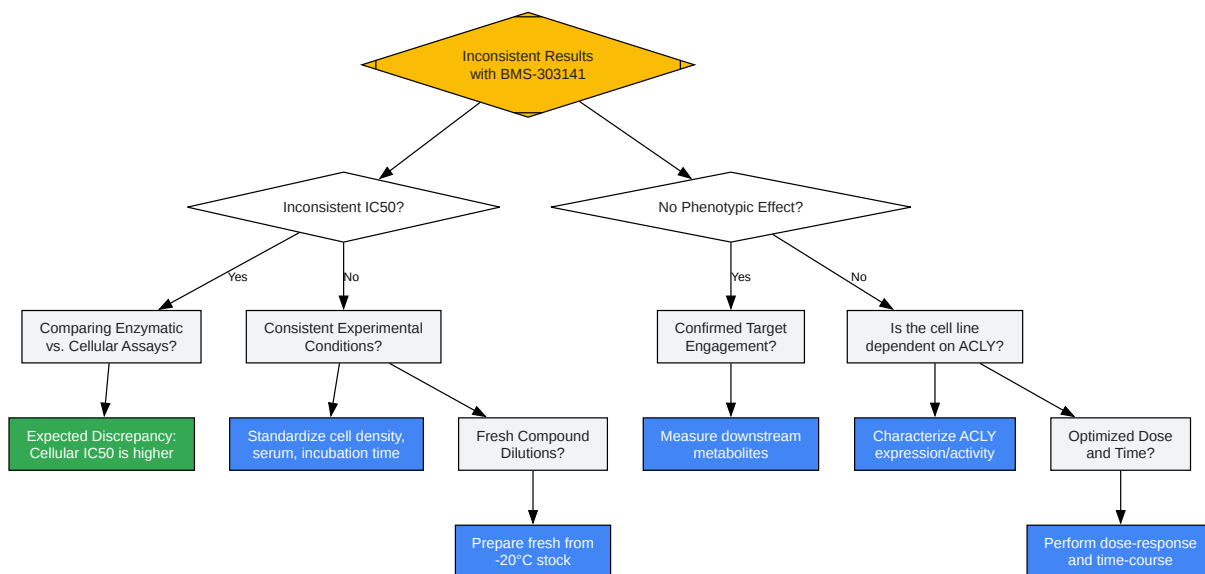 Inconsistent Results
with BMS-303141
Inconsistent IC50?
No Phenotypic Effect?
Yes
No
Yes
No
Comparing Enzymatic
vs. Cellular Assays?
Consistent Experimental
Conditions?
Confirmed Target
Engagement?
Is the cell line
dependent on ACLY?
Expected Discrepancy:
Cellular IC50 is higher
Standardize cell density,
serum, incubation time
Fresh Compound
Dilutions?
Measure downstream
metabolites
Characterize ACLY
expression/activity
Optimized Dose
and Time?
Prepare fresh from
-20°C stock
Perform dose-response
and time-course